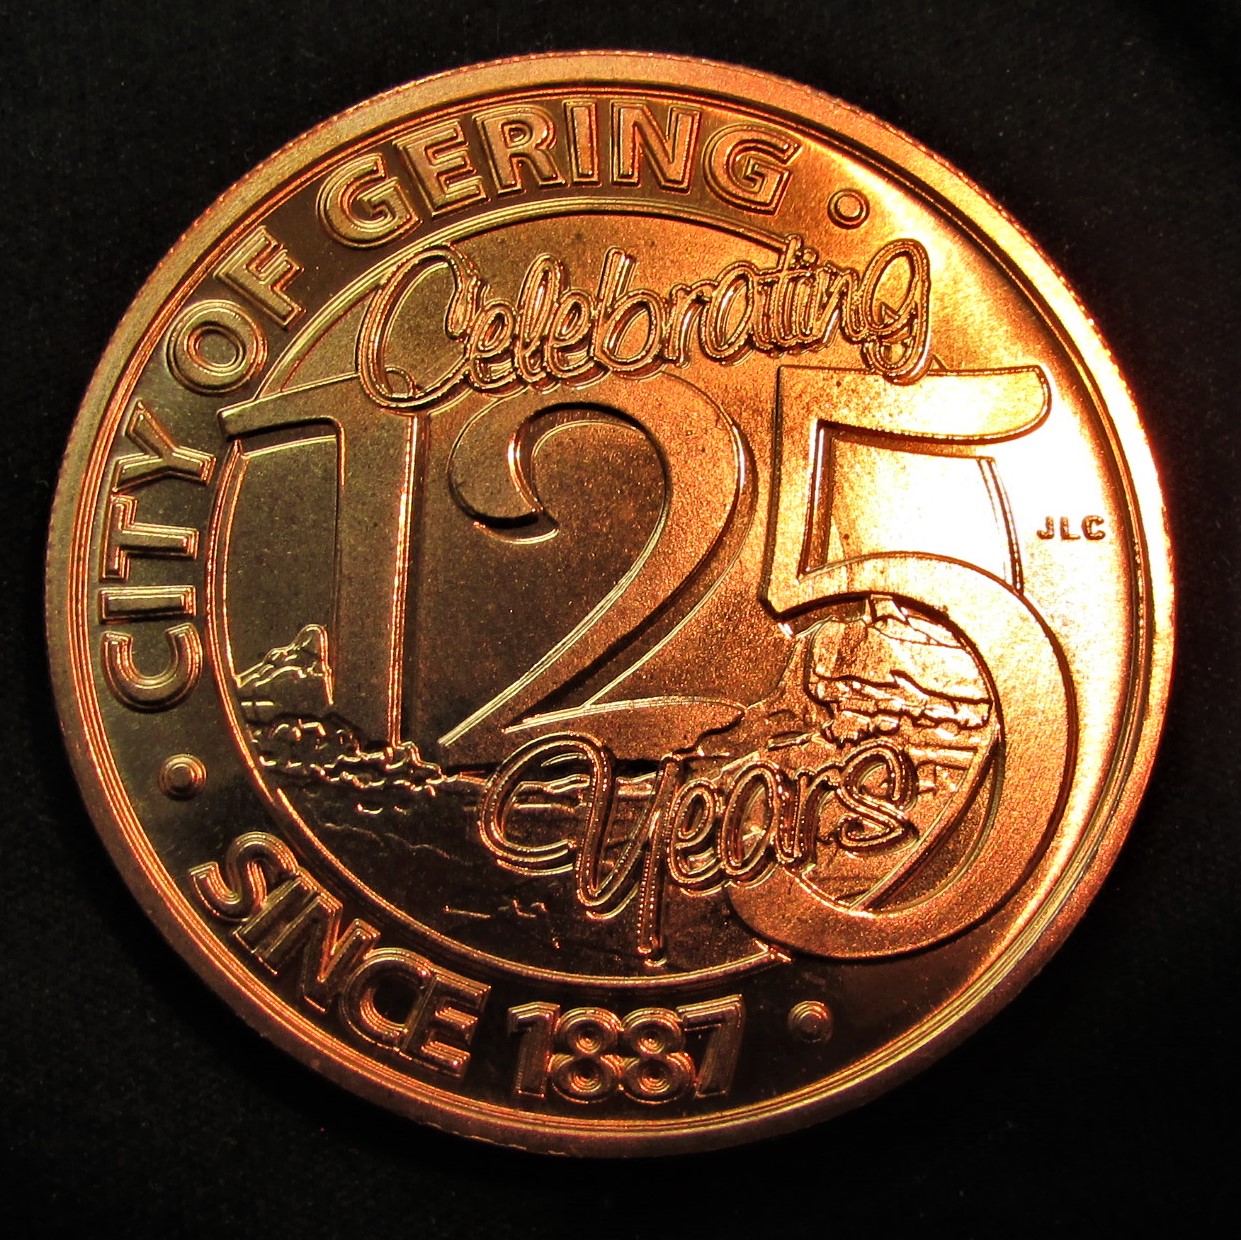 CITY OF GERING
Celebrating
125
JLC
Years
SINCE 1887